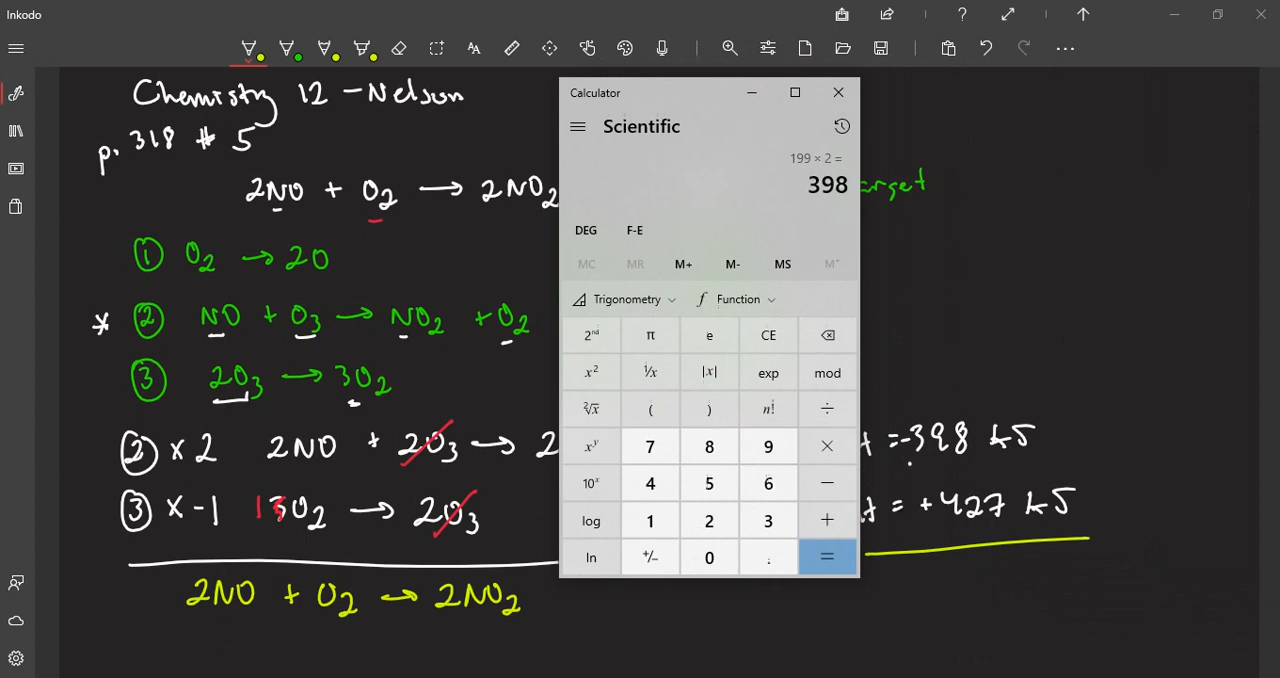 Inkodo
Chemistry 12 - Nelson
p. 318 # 5
2NO + O₂ → 2NO₂
target
① O₂ → 2O
* ② NO + O₃ → NO₂ + O₂
③ 2O₃ → 3O₂
② × 2 2NO + 2O₃ → 2
= -398 kJ
③ × -1 1 3O₂ → 2O₃
= +427 kJ
2NO + O₂ → 2NO₂
Calculator
Scientific
199 × 2 =
398
DEG F-E
MC MR M+ M- MS M˅
Trigonometry Function
2ⁿᵈ π e CE
x² ¹/x |x| exp mod
²√x ( ) n! ÷
xʸ 7 8 9 ×
10ˣ 4 5 6 −
log 1 2 3 +
ln +/− 0 . =